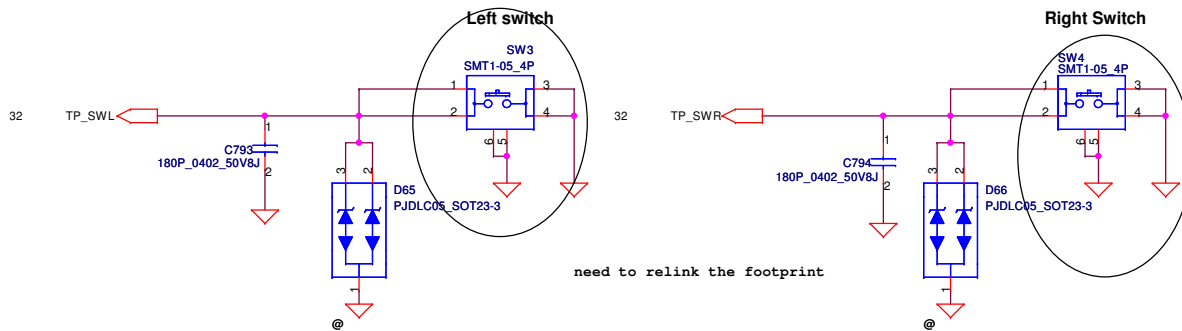 Left switch
SW3
SMT1-05_4P
1
3
2
4
6
5
32
TP_SWL
1
C793
180P_0402_50V8J
2
3
2
D65
PJDLC05_SOT23-3
1
@
Right Switch
SW4
SMT1-05_4P
1
3
2
4
6
5
32
TP_SWR
1
C794
180P_0402_50V8J
2
3
2
D66
PJDLC05_SOT23-3
1
@
need to relink the footprint